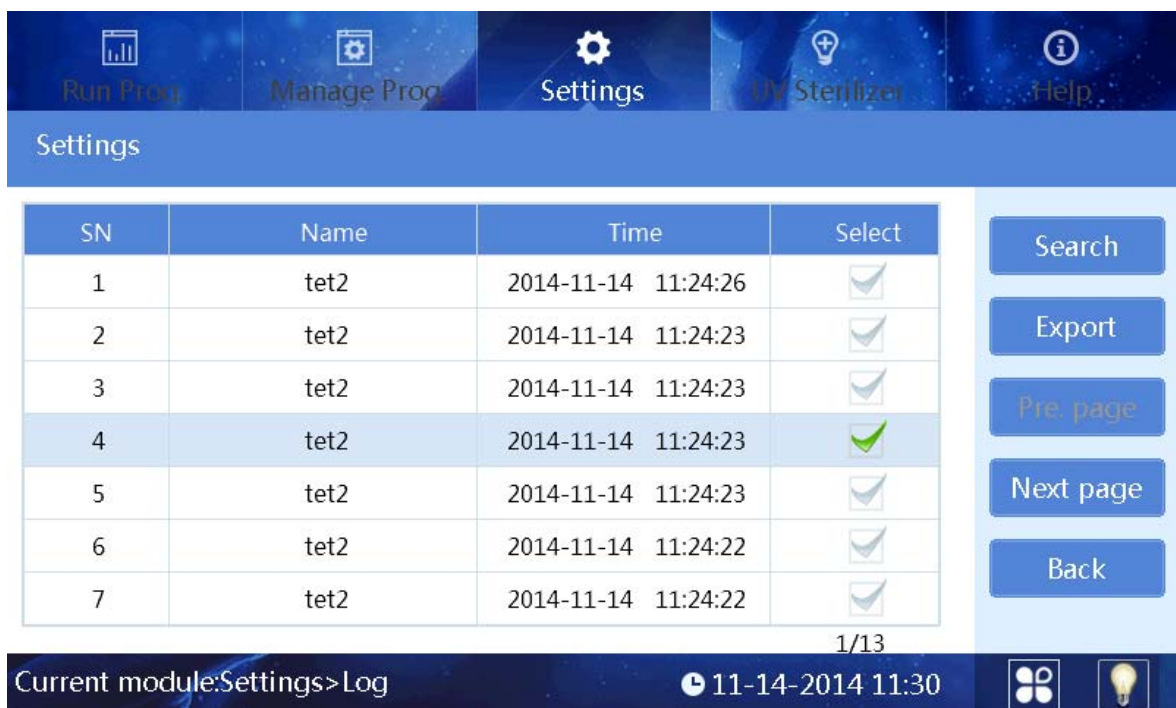 Run Prog. Manage Prog. Settings UV Sterilizer Help
Settings
SN Name Time Select
1 tet2 2014-11-14 11:24:26
2 tet2 2014-11-14 11:24:23
3 tet2 2014-11-14 11:24:23
4 tet2 2014-11-14 11:24:23
5 tet2 2014-11-14 11:24:23
6 tet2 2014-11-14 11:24:22
7 tet2 2014-11-14 11:24:22
1/13
Search
Export
Pre. page
Next page
Back
Current module:Settings>Log 11-14-2014 11:30